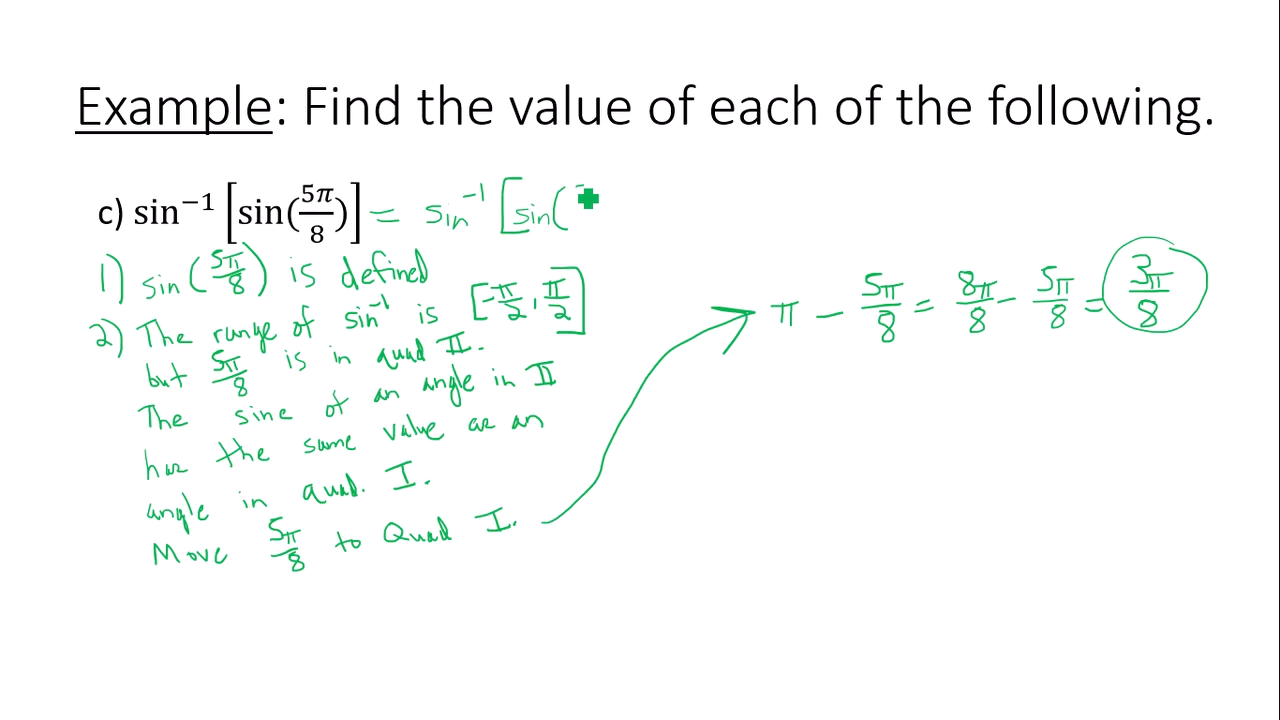 Example: Find the value of each of the following.
c) sin⁻¹ [sin(5π/8)] = sin⁻¹ [sin(
1) sin(5π/8) is defined
2) The range of sin⁻¹ is [-π/2, π/2]
but 5π/8 is in quad II.
The sine of an angle in II
has the same value as an
angle in quad. I.
Move 5π/8 to Quad I.
π - 5π/8 = 8π/8 - 5π/8 = 3π/8